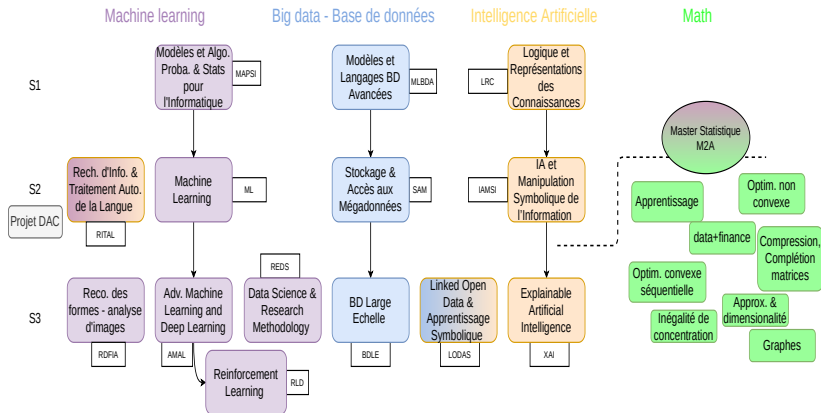 Machine learning
Big data - Base de données
Intelligence Artificielle
Math
S1
Modèles et Algo.
Proba. & Stats
pour
l'Informatique
MAPSI
Modèles et
Langages BD
Avancées
MLBDA
LRC
Logique et
Représentations
des
Connaissances
Master Statistique
M2A
S2
Projet DAC
Rech. d'Info. &
Traitement Auto.
de la Langue
RITAL
Machine
Learning
ML
Stockage &
Accès aux
Mégadonnées
SAM
IAMSI
IA et
Manipulation
Symbolique de
l'Information
Apprentissage
Optim. non
convexe
data+finance
Compression,
Complétion
matrices
Optim. convexe
séquentielle
Approx. &
dimensionalité
Inégalité de
concentration
Graphes
S3
Reco. des
formes - analyse
d'images
RDFIA
Adv. Machine
Learning and
Deep Learning
AMAL
REDS
Data Science &
Research
Methodology
BD Large
Echelle
BDLE
Linked Open
Data &
Apprentissage
Symbolique
LODAS
Explainable
Artificial
Intelligence
XAI
Reinforcement
Learning
RLD